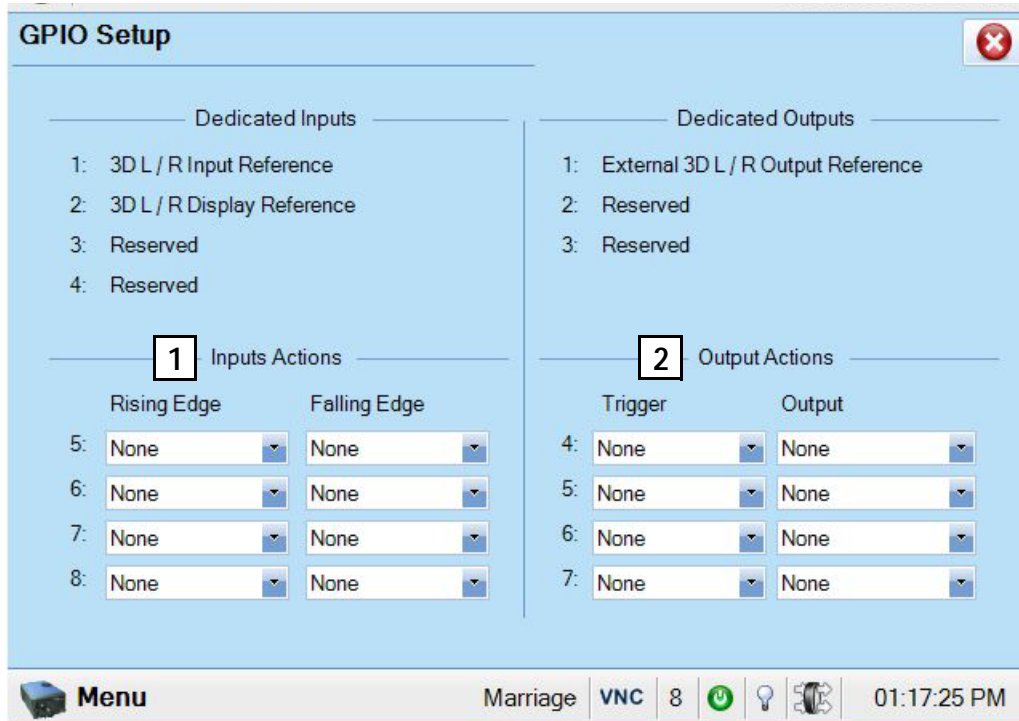 GPIO Setup
Dedicated Inputs
1: 3D L / R Input Reference
2: 3D L / R Display Reference
3: Reserved
4: Reserved
Dedicated Outputs
1: External 3D L / R Output Reference
2: Reserved
3: Reserved
1 Inputs Actions
Rising Edge Falling Edge
5: None None
6: None None
7: None None
8: None None
2 Output Actions
Trigger Output
4: None None
5: None None
6: None None
7: None None
Menu Marriage VNC 8 01:17:25 PM